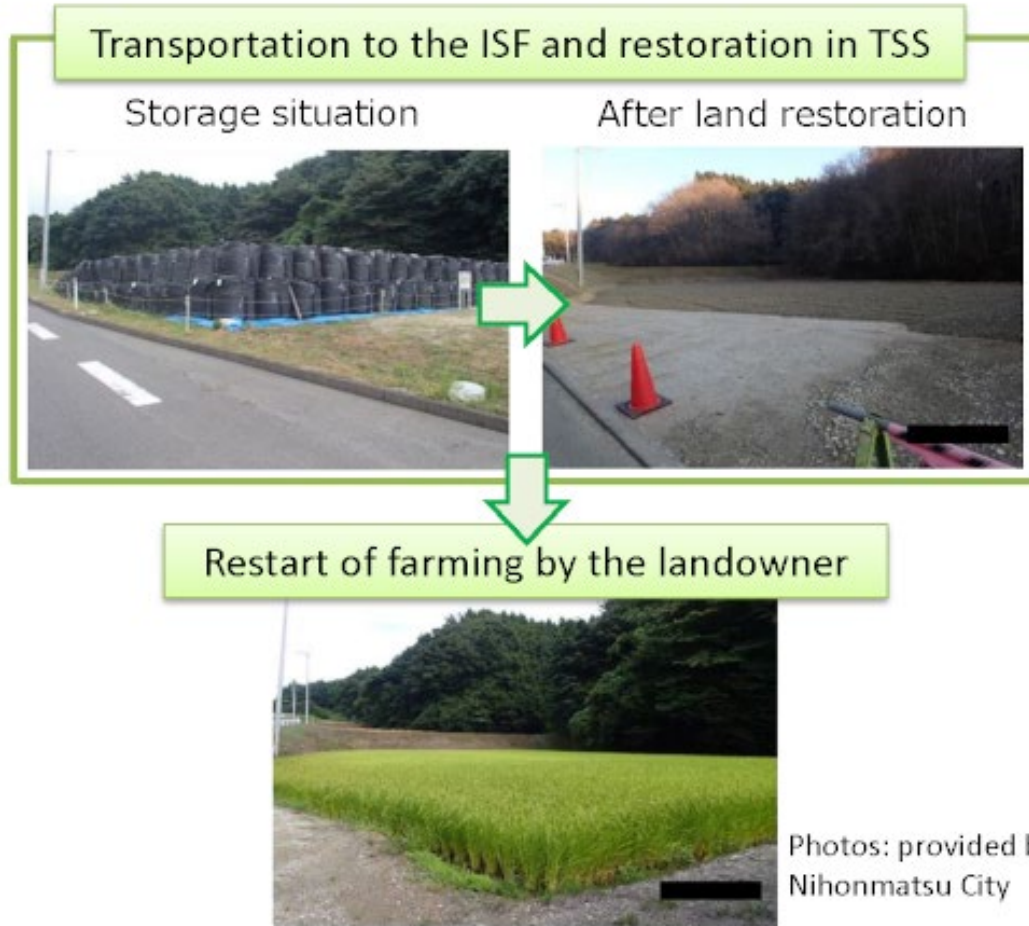 Transportation to the ISF and restoration in TSS
Storage situation
After land restoration
Restart of farming by the landowner
Photos: provided
Nihonmatsu City